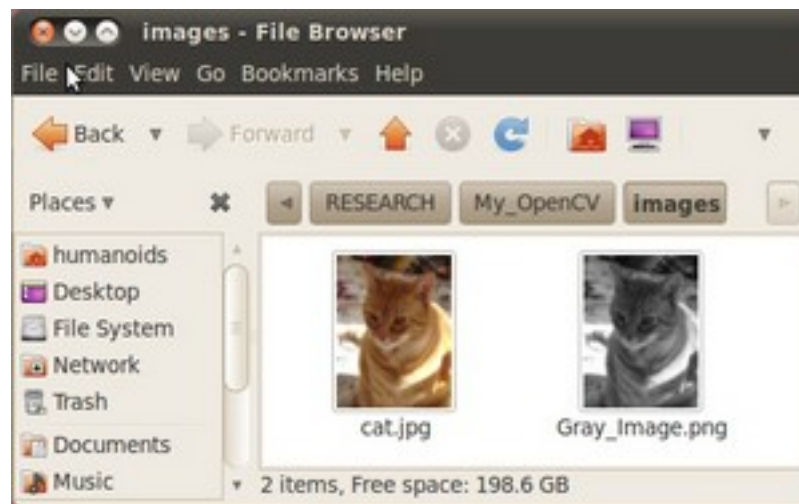 images - File Browser
File Edit View Go Bookmarks Help
Back Forward
Places RESEARCH My_OpenCV images
humanoids
Desktop
File System
Network
Trash
Documents
Music
cat.jpg Gray_Image.png
2 items, Free space: 198.6 GB